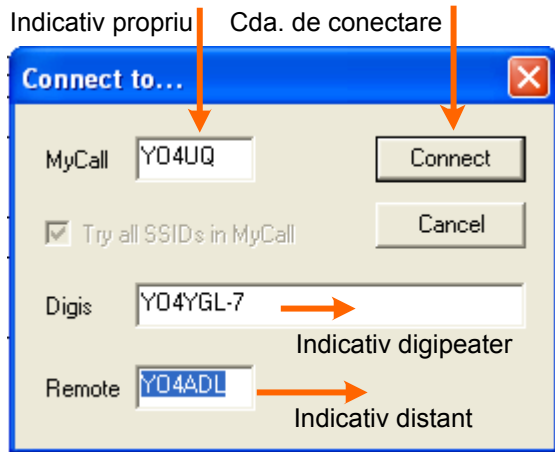 Indicativ propriu Cda. de conectare
Connect to...
MyCall YO4UQ Connect
Try all SSIDs in MyCall Cancel
Digis YO4YGL-7
Indicativ digipeater
Remote YO4ADL
Indicativ distant